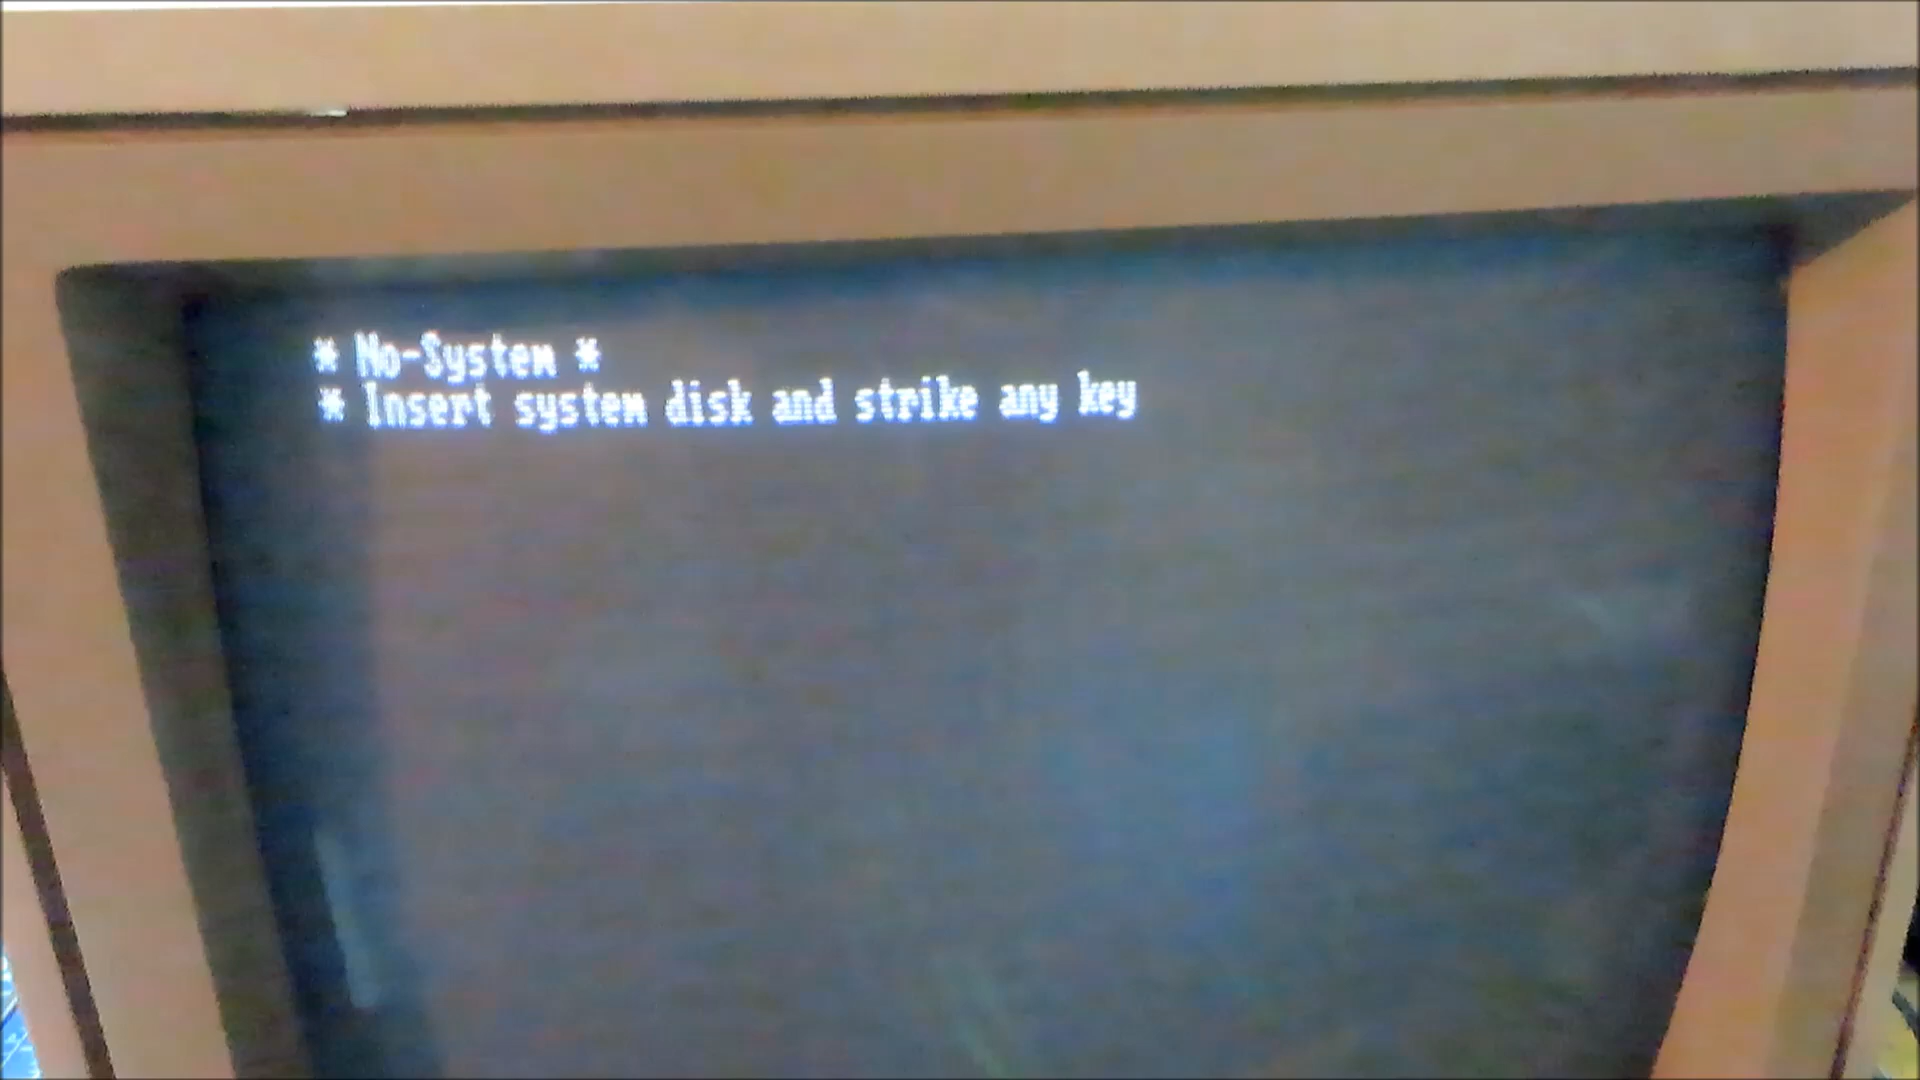 * No-System *
* Insert system disk and strike any key